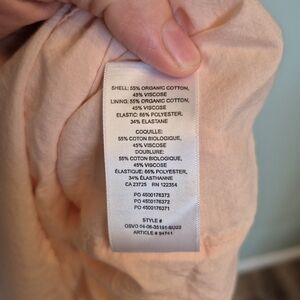 SHELL: 55% ORGANIC COTTON,
45% VISCOSE
LINING: 55% ORGANIC COTTON,
45% VISCOSE
ELASTIC: 66% POLYESTER,
34% ELASTANE
COQUILLE:
55% COTON BIOLOGIQUE,
45% VISCOSE
DOUBLURE:
55% COTON BIOLOGIQUE,
45% VISCOSE
ÉLASTIQUE: 66% POLYESTER,
34% ÉLASTHANNE
CA 23725 RN 122354
PO 4500176373
PO 4500176372
PO 4500176371
STYLE #
ARTICLE #